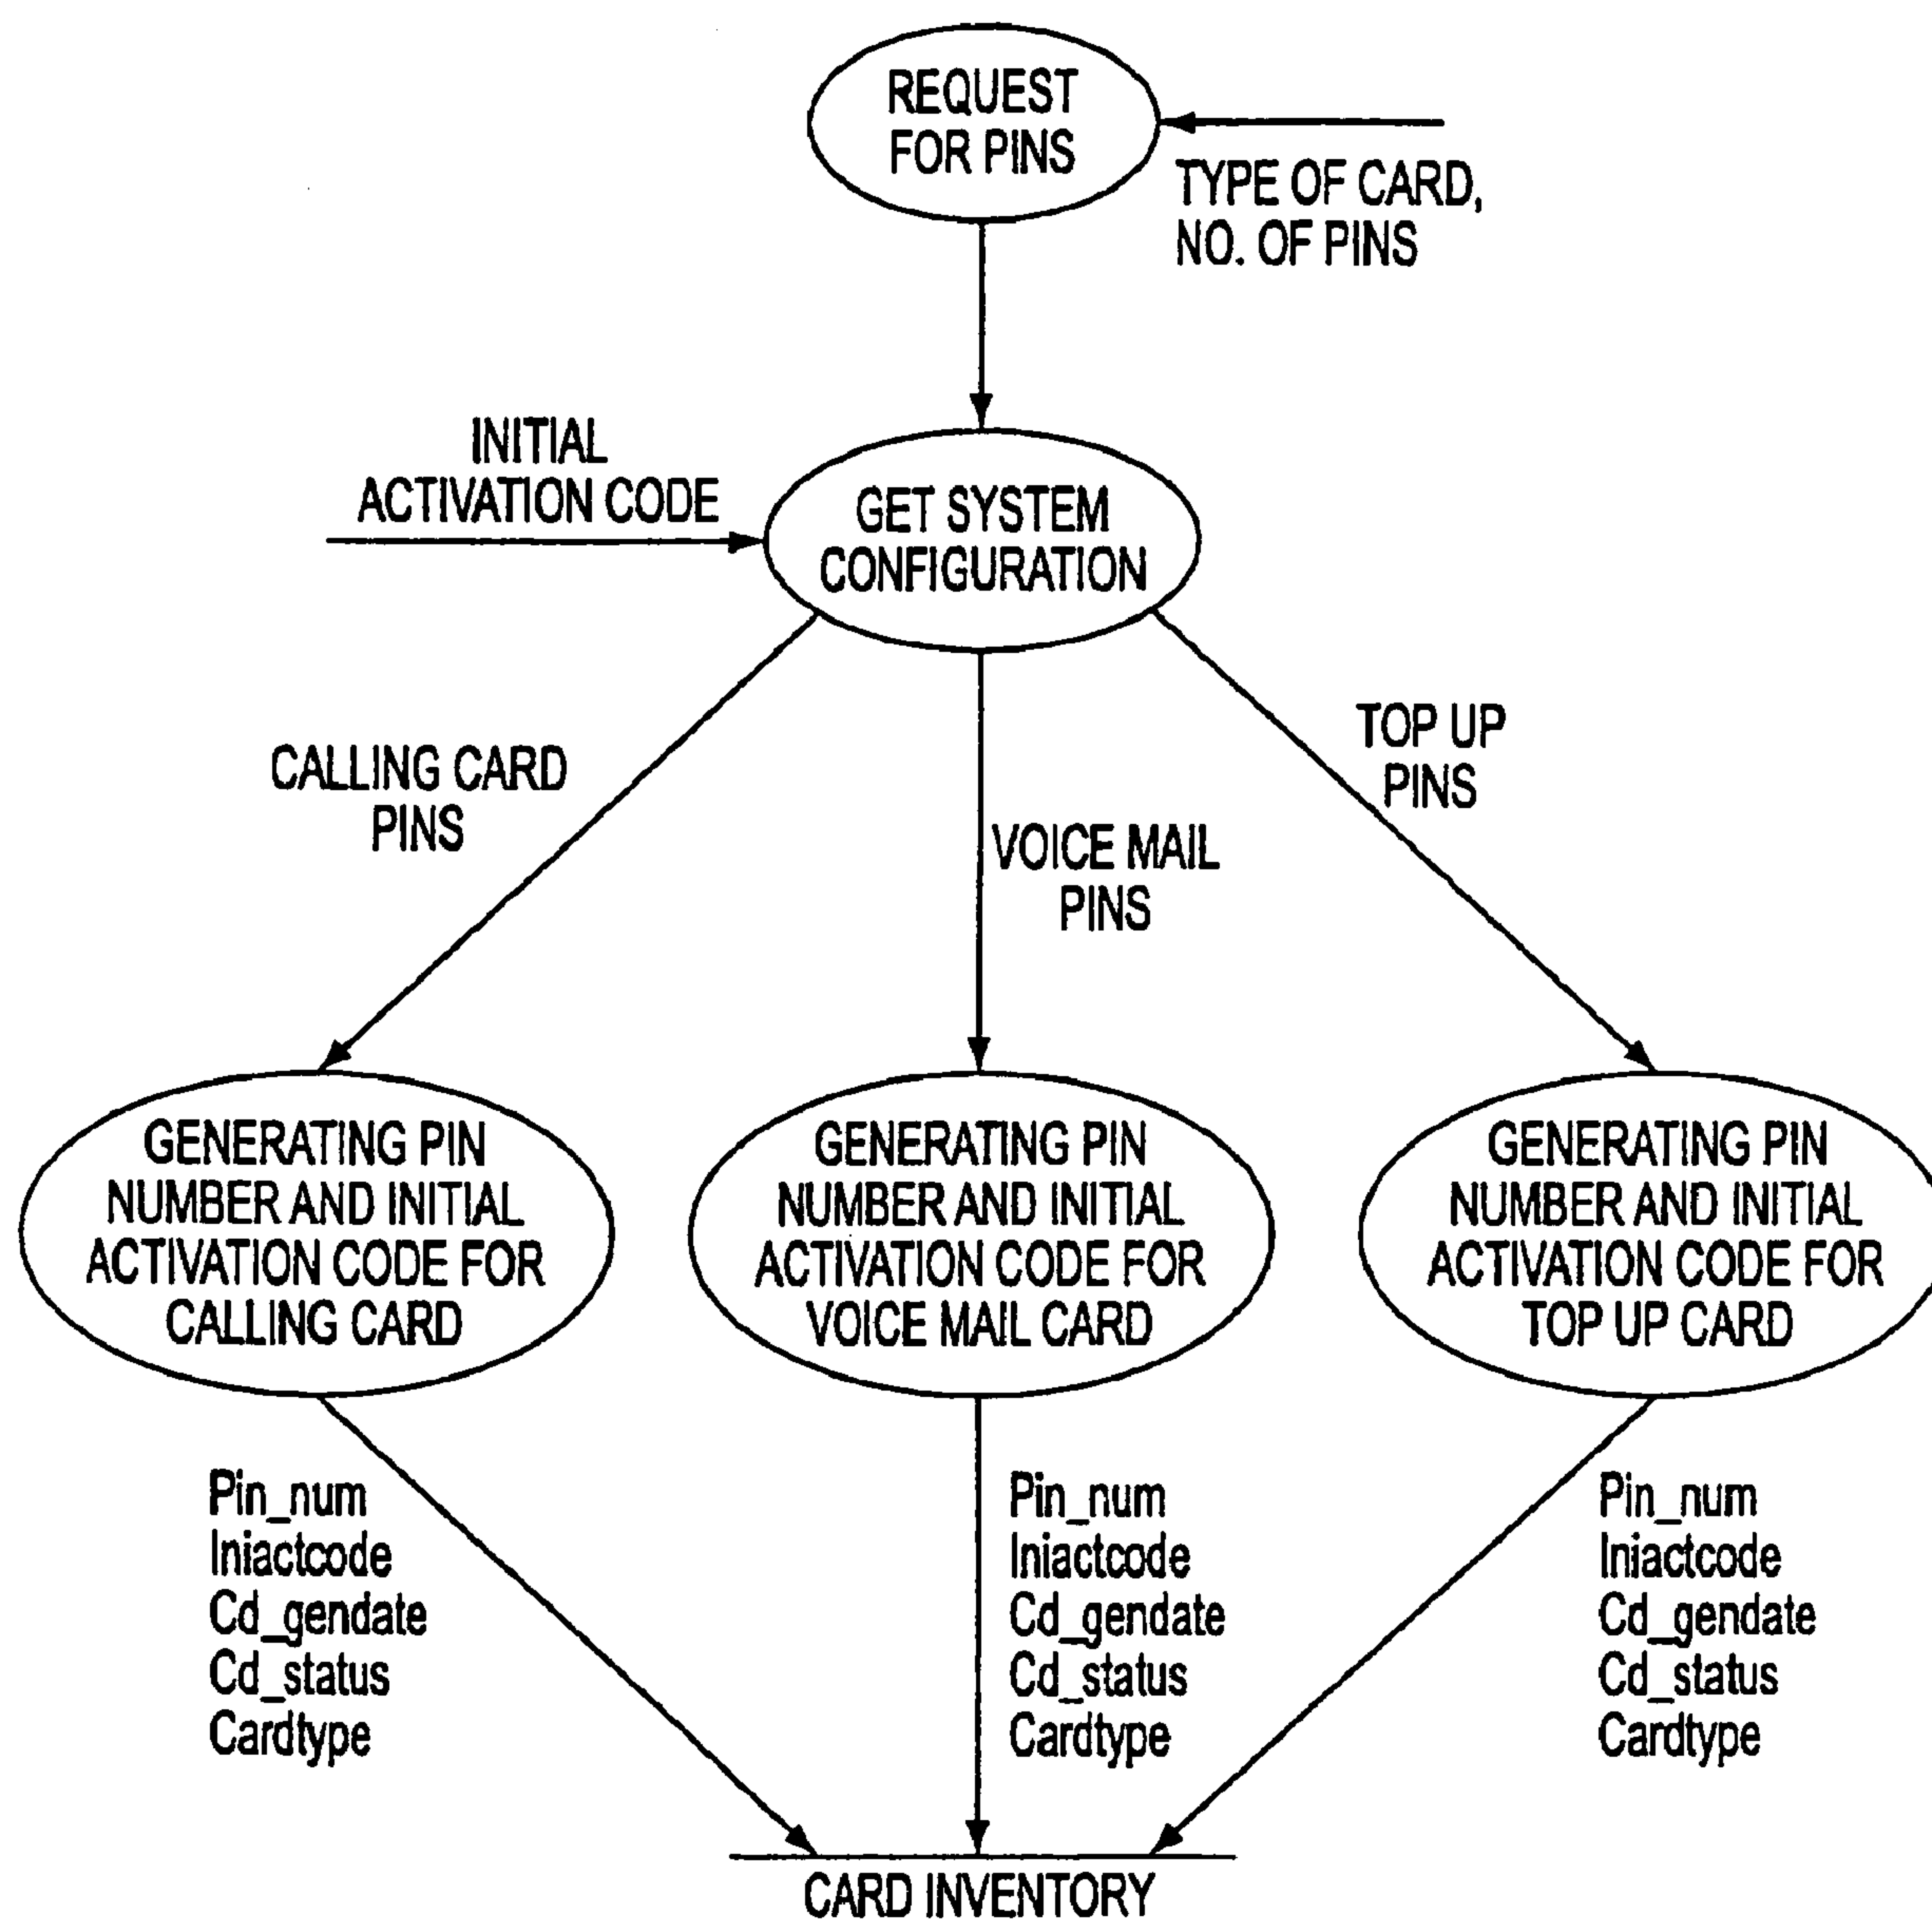 REQUEST
FOR PINS
TYPE OF CARD,
NO. OF PINS
INITIAL
ACTIVATION CODE
GET SYSTEM
CONFIGURATION
CALLING CARD
PINS
VOICE MAIL
PINS
TOP UP
PINS
GENERATING PIN
NUMBER AND INITIAL
ACTIVATION CODE FOR
CALLING CARD
GENERATING PIN
NUMBER AND INITIAL
ACTIVATION CODE FOR
VOICE MAIL CARD
GENERATING PIN
NUMBER AND INITIAL
ACTIVATION CODE FOR
TOP UP CARD
Pin_num
Iniactcode
Cd_gendate
Cd_status
Cardtype
Pin_num
Iniactcode
Cd_gendate
Cd_status
Cardtype
Pin_num
Iniactcode
Cd_gendate
Cd_status
Cardtype
CARD INVENTORY